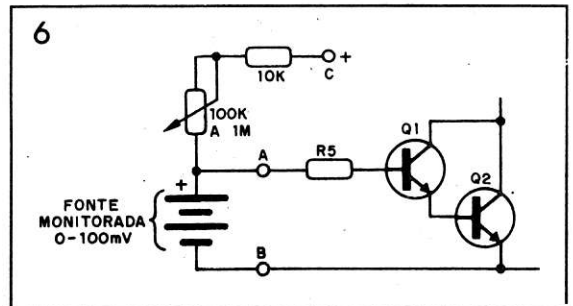 6
10K
+
C
100K
A 1M
A
R5
Q1
Q2
+
FONTE
MONITORADA
0-100mV
B